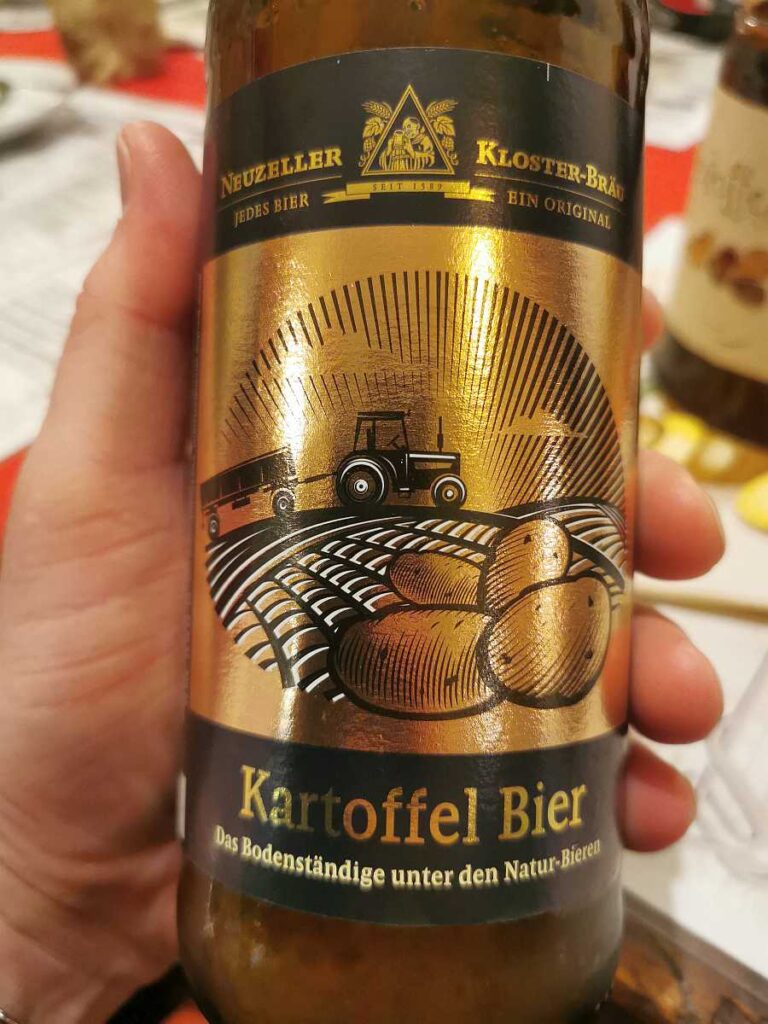 NEUZELLER KLOSTER-BRÄU
SEIT 1589
JEDES BIER EIN ORIGINAL
Kartoffel Bier
Das Bodenständige unter den Natur-Bieren